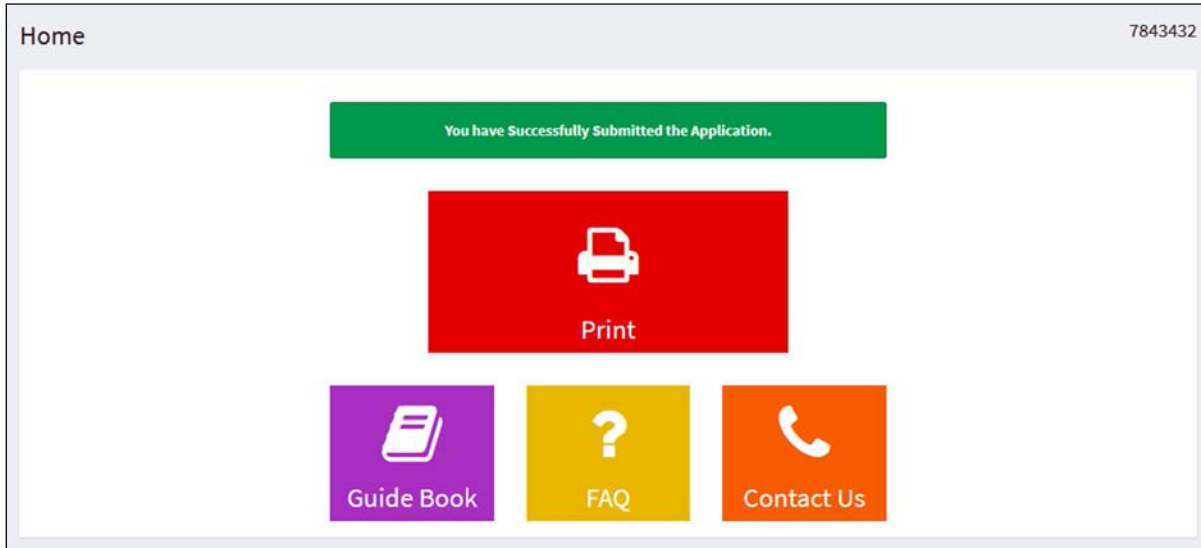 Home
7843432
You have Successfully Submitted the Application.
Print
Guide Book
FAQ
Contact Us